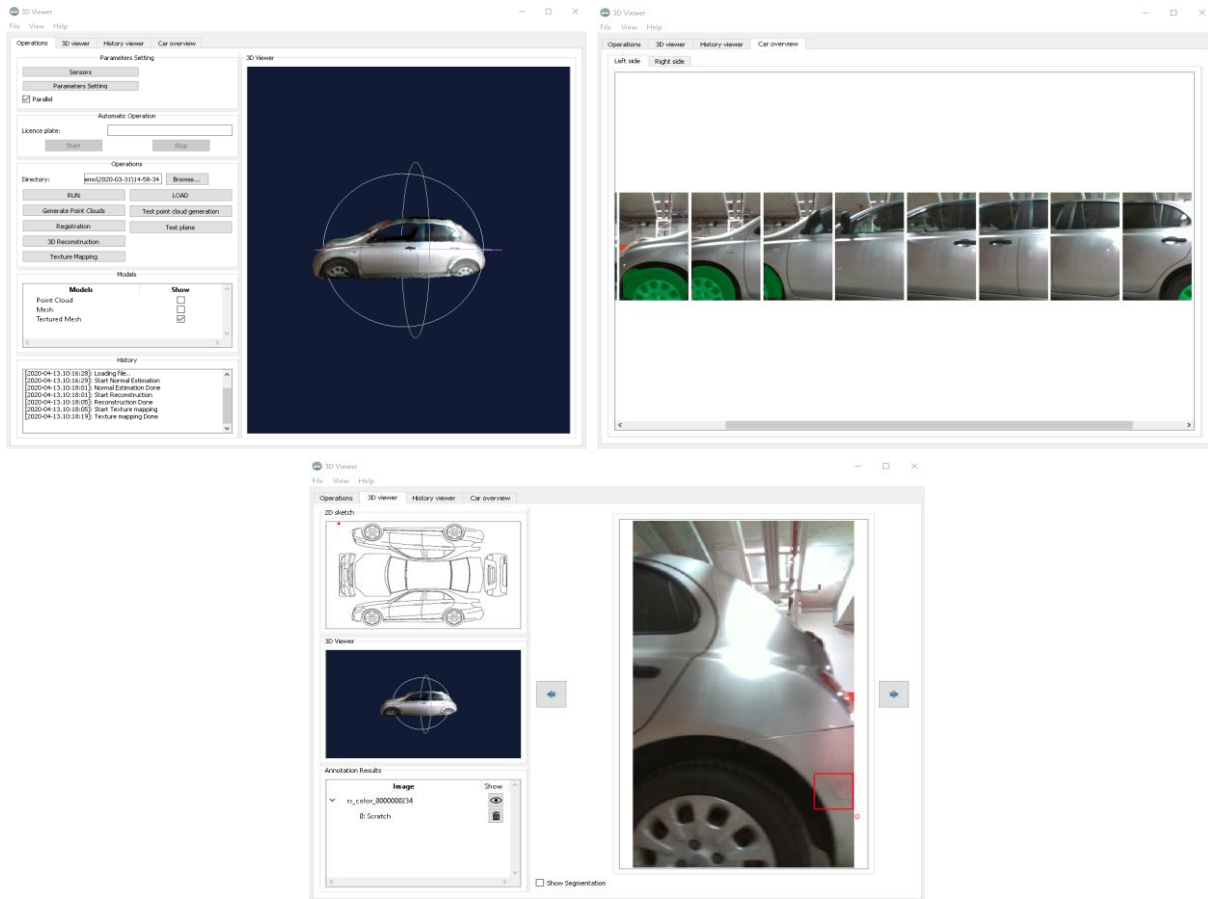 3D Viewer
File View Help
Operations 3D viewer History viewer Car overview
Parameters Setting
Sensors
Parameters Setting
Parallel
Automatic Operation
Licence plate:
Start Stop
Operations
Directory: emo\2020-03-31\14-58-34 Browse...
RUN LOAD
Generate Point Clouds Test point cloud generation
Registration Test plane
3D Reconstruction
Texture Mapping
Models
Models Show
Point Cloud
Mesh
Textured Mesh
History
[2020-04-13.10:16:28]: Loading file...
[2020-04-13.10:16:29]: Start Normal Estimation
[2020-04-13.10:18:01]: Normal Estimation Done
[2020-04-13.10:18:01]: Start Reconstruction
[2020-04-13.10:18:05]: Reconstruction Done
[2020-04-13.10:18:05]: Start Texture mapping
[2020-04-13.10:18:19]: Texture mapping Done
3D Viewer
3D Viewer
File View Help
Operations 3D viewer History viewer Car overview
Left side Right side
3D Viewer
File View Help
Operations 3D viewer History viewer Car overview
2D sketch
3D Viewer
Annotation Results
Image Show
rs_color_0000000234
0: Scratch
0
Show Segmentation